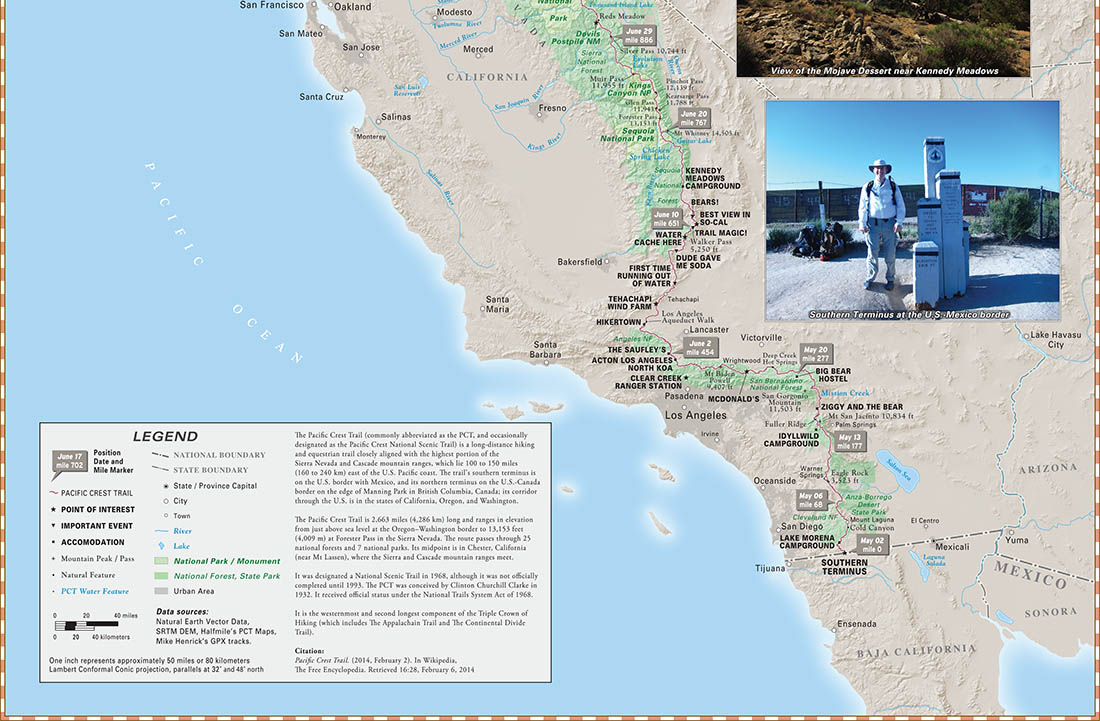 San Francisco
Oakland
San Mateo
San Jose
Modesto
Tuolumne River
Merced River
Merced
CALIFORNIA
San Luis
Reservoir
Santa Cruz
Salinas
Monterey
San Joaquin River
Fresno
Kings River
Salinas River
National
Park
Thousand Island Lake
Reds Meadow
Devils
Postpile NM
June 29
mile 886
Silver Pass 10,744 ft
Sierra
National
Forest
Evolution
Lake
Owens
River
Muir Pass
11,955 ft
Kings
Canyon NP
Pinchot Pass
12,139 ft
Kearsarge Pass
11,788 ft
Glen Pass
11,943
Forester Pass
13,153 ft
June 20
mile 767
Sequoia
National Park
Mt Whitney 14,505 ft
Guitar Lake
Chicken
Spring Lake
Sequoia
National
Forest
KENNEDY
MEADOWS
CAMPGROUND
BEARS!
June 10
mile 651
BEST VIEW IN
SO-CAL
TRAIL MAGIC!
WATER
CACHE HERE
Walker Pass
5,250 ft
DUDE GAVE
ME SODA
Bakersfield
FIRST TIME
RUNNING OUT
OF WATER
TEHACHAPI
WIND FARM
Tehachapi
Los Angeles
Aqueduct Walk
HIKERTOWN
Lancaster
Santa
Maria
Santa
Barbara
Angeles NF
June 2
mile 454
THE SAUFLEY'S
ACTON LOS ANGELES
NORTH KOA
CLEAR CREEK
RANGER STATION
Victorville
Deep Creek
Hot Springs
Wrightwood
May 20
mile 277
Mt Baden
Powell
9,407 ft
San Bernardino
National Forest
BIG BEAR
HOSTEL
Pasadena
MCDONALD'S
San Gorgonio
Mountain
11,503 ft
Mission Creek
ZIGGY AND THE BEAR
Mt San Jacinto 10,834 ft
Los Angeles
Fuller Ridge
Palm Springs
Irvine
IDYLLWILD
CAMPGROUND
May 13
mile 177
Warner
Springs
Eagle Rock
3,523 ft
Salton Sea
Oceanside
May 06
mile 68
Anza-Borrego
Desert
State Park
Cleveland NF
Mount Laguna
Cold Canyon
San Diego
LAKE MORENA
CAMPGROUND
May 02
mile 0
Tijuana
SOUTHERN
TERMINUS
El Centro
Mexicali
Laguna
Salada
Yuma
Ensenada
BAJA CALIFORNIA
MEXICO
SONORA
ARIZONA
Lake Havasu
City
PACIFIC
OCEAN
View of the Mojave Dessert near Kennedy Meadows
Southern Terminus at the U.S.-Mexico border
LEGEND
June 17
mile 702
Position
Date and
Mile Marker
PACIFIC CREST TRAIL
POINT OF INTEREST
IMPORTANT EVENT
ACCOMODATION
Mountain Peak / Pass
Natural Feature
PCT Water Feature
NATIONAL BOUNDARY
STATE BOUNDARY
State / Province Capital
City
Town
River
Lake
National Park / Monument
National Forest, State Park
Urban Area
0 20 40 miles
0 20 40 kilometers
Data sources:
Natural Earth Vector Data,
SRTM DEM, Halfmile's PCT Maps,
Mike Henrick's GPX tracks.
One inch represents approximately 50 miles or 80 kilometers
Lambert Conformal Conic projection, parallels at 32° and 48° north
The Pacific Crest Trail (commonly abbreviated as the PCT, and occasionally
designated as the Pacific Crest National Scenic Trail) is a long-distance hiking
and equestrian trail closely aligned with the highest portion of the
Sierra Nevada and Cascade mountain ranges, which lie 100 to 150 miles
(160 to 240 km) east of the U.S. Pacific coast. The trail's southern terminus is
on the U.S. border with Mexico, and its northern terminus on the U.S.-Canada
border on the edge of Manning Park in British Columbia, Canada; its corridor
through the U.S. is in the states of California, Oregon, and Washington.
The Pacific Crest Trail is 2,663 miles (4,286 km) long and ranges in elevation
from just above sea level at the Oregon–Washington border to 13,153 feet
(4,009 m) at Forester Pass in the Sierra Nevada. The route passes through 25
national forests and 7 national parks. Its midpoint is in Chester, California
(near Mt Lassen), where the Sierra and Cascade mountain ranges meet.
It was designated a National Scenic Trail in 1968, although it was not officially
completed until 1993. The PCT was conceived by Clinton Churchill Clarke in
1932. It received official status under the National Trails System Act of 1968.
It is the westernmost and second longest component of the Triple Crown of
Hiking (which includes The Appalachain Trail and The Continental Divide
Trail).
Citation:
Pacific Crest Trail. (2014, February 2). In Wikipedia,
The Free Encyclopedia. Retrieved 16:28, February 6, 2014